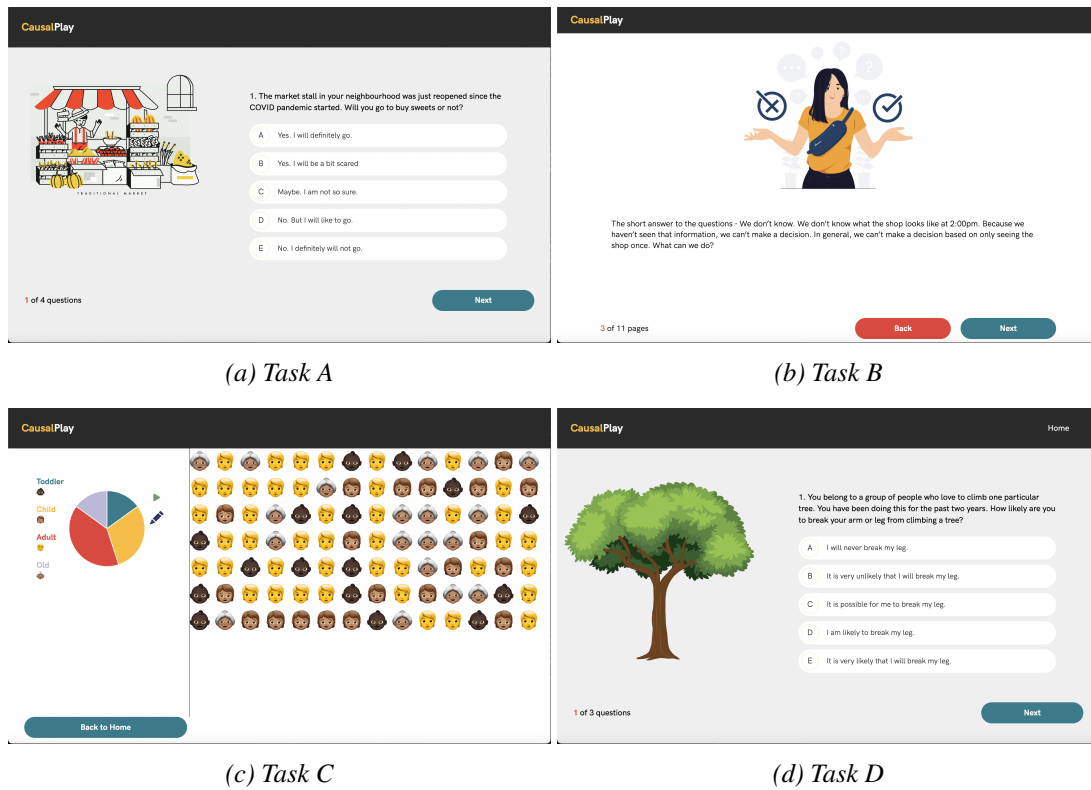 CausalPlay
1. The market stall in your neighbourhood was just reopened since the
COVID pandemic started. Will you go to buy sweets or not?
A Yes. I will definitely go.
B Yes. I will be a bit scared
C Maybe. I am not so sure.
D No. But I will like to go.
E No. I definitely will not go.
TRADITIONAL MARKET
1 of 4 questions
Next
(a) Task A
CausalPlay
The short answer to the questions - We don't know. We don't know what the shop looks like at 2:00pm. Because we
haven't seen that information, we can't make a decision. In general, we can't make a decision based on only seeing the
shop once. What can we do?
3 of 11 pages
Back
Next
(b) Task B
CausalPlay
Toddler
Child
Adult
Old
Back to Home
(c) Task C
CausalPlay
Home
1. You belong to a group of people who love to climb one particular
tree. You have been doing this for the past two years. How likely are you
to break your arm or leg from climbing a tree?
A I will never break my leg.
B It is very unlikely that I will break my leg.
C It is possible for me to break my leg.
D I am likely to break my leg.
E It is very likely that I will break my leg.
1 of 3 questions
Next
(d) Task D